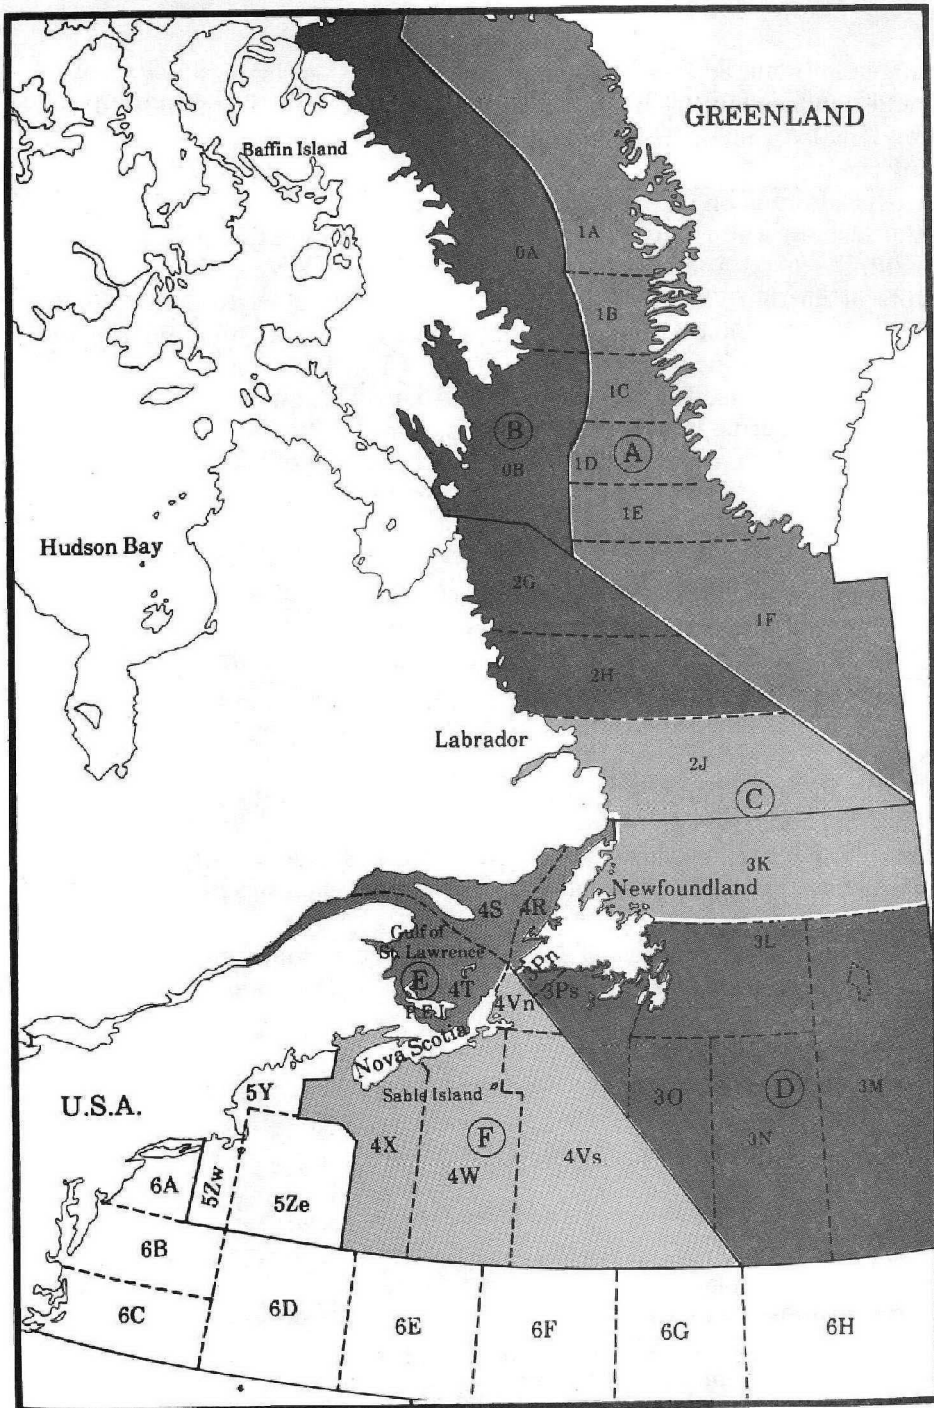 GREENLAND
Baffin Island
1A
0A
1B
1C
B
A
0B
1D
1E
Hudson Bay
2G
1F
2H
Labrador
2J
C
3K
Newfoundland
4S
4R
Gulf of
St. Lawrence
3L
3Pn
E
4T
3Ps
4Vn
P.E.I.
Nova Scotia
5Y
Sable Island
D
3M
3O
U.S.A.
4X
F
3N
4W
4Vs
6A
5Zw
5Ze
6B
6C
6D
6E
6F
6G
6H